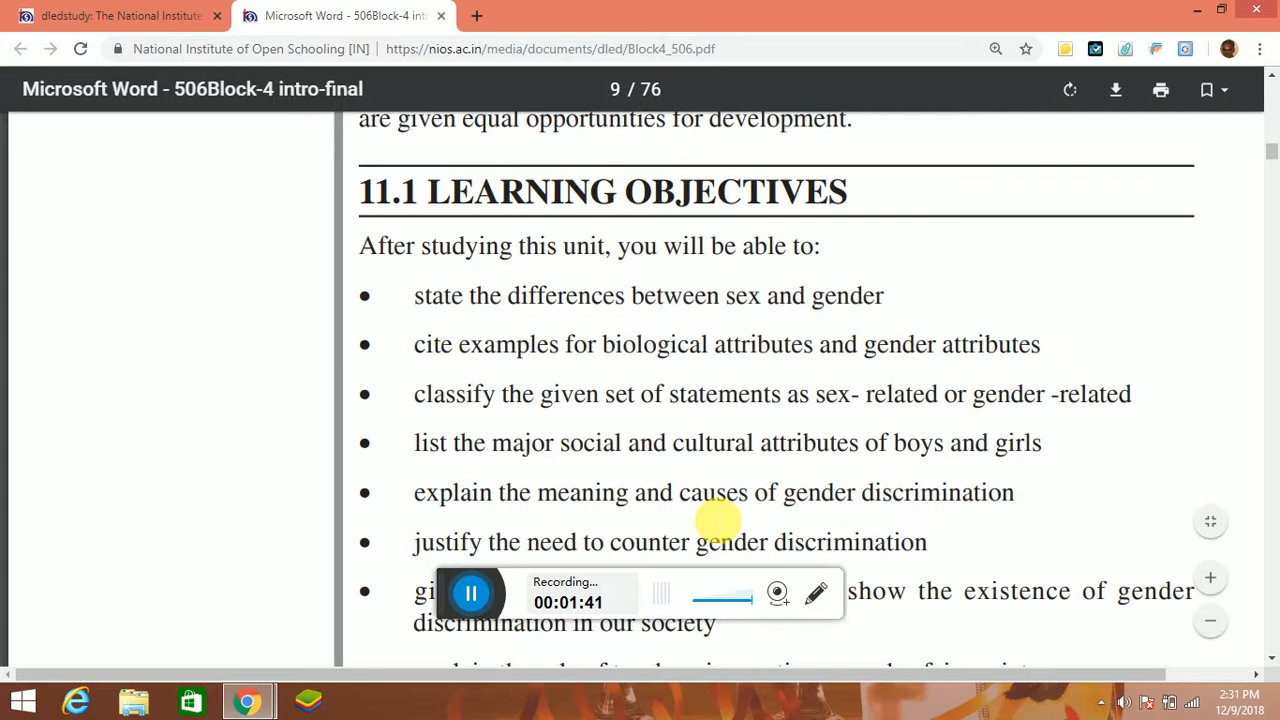 dledstudy: The National Institute
Microsoft Word - 506Block-4 intr
National Institute of Open Schooling [IN]
https://nios.ac.in/media/documents/dled/Block4_506.pdf
Microsoft Word - 506Block-4 intro-final
9 / 76
are given equal opportunities for development.
11.1 LEARNING OBJECTIVES
After studying this unit, you will be able to:
• state the differences between sex and gender
• cite examples for biological attributes and gender attributes
• classify the given set of statements as sex- related or gender -related
• list the major social and cultural attributes of boys and girls
• explain the meaning and causes of gender discrimination
• justify the need to counter gender discrimination
• gi
show the existence of gender
discrimination in our society
Recording...
00:01:41
2:31 PM
12/9/2018